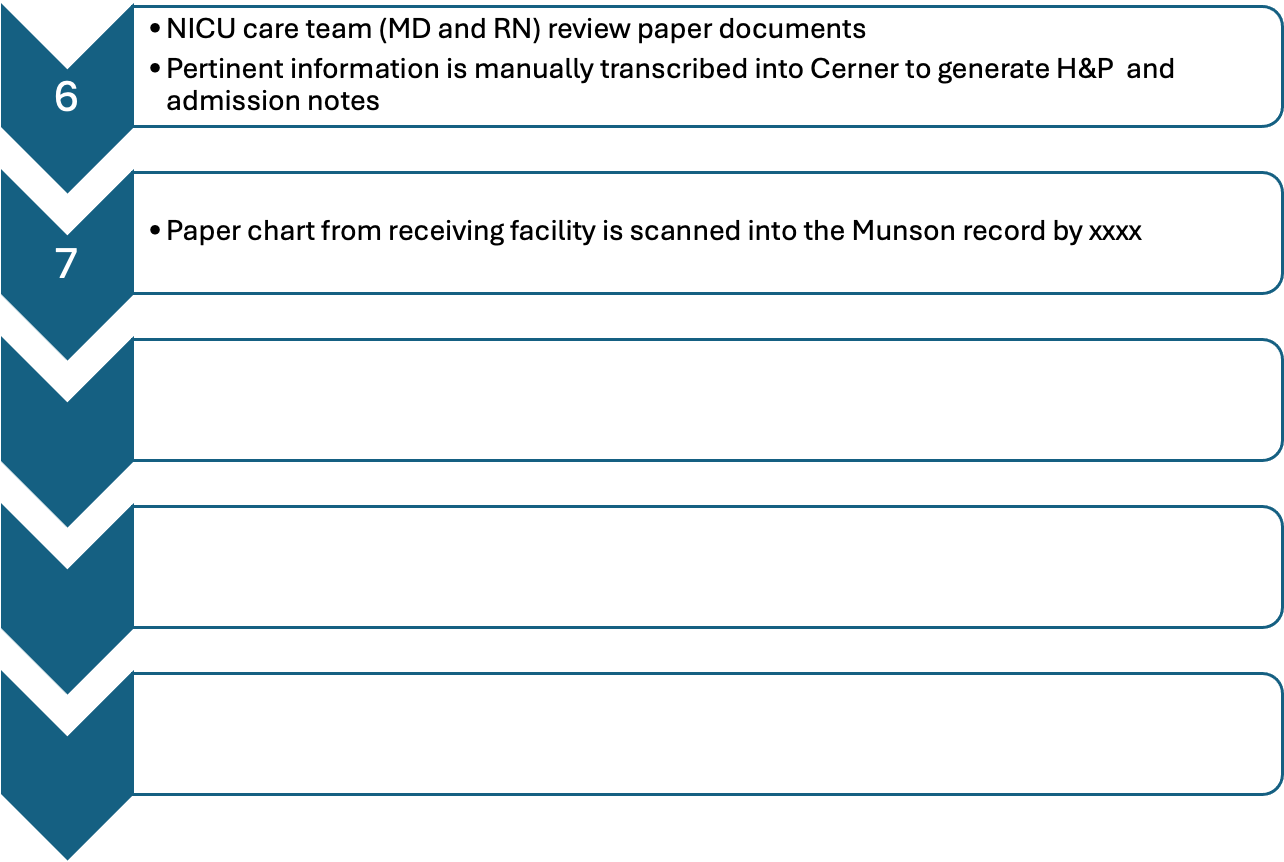 6
• NICU care team (MD and RN) review paper documents
• Pertinent information is manually transcribed into Cerner to generate H&P  and
admission notes
7
• Paper chart from receiving facility is scanned into the Munson record by xxxx